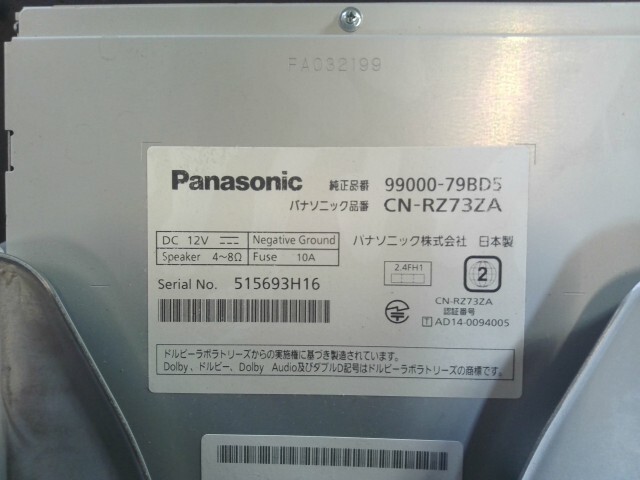 FA032199
Panasonic 純正品番 99000-79BD5
パナソニック品番 CN-RZ73ZA
DC 12V Negative Ground
Speaker 4~8Ω Fuse 10A
パナソニック株式会社 日本製
Serial No. 515693H16
2.4FH1
2
CN-RZ73ZA
認証番号
T AD14-0094005
ドルビーラボラトリーズからの実施権に基づき製造されています。
Dolby、ドルビー、Dolby Audio及びダブルD記号はドルビーラボラトリーズの商標です。